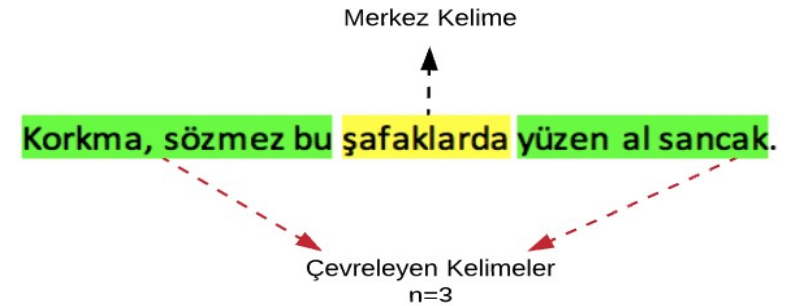 Merkez Kelime
Korkma, sözmez bu şafaklarda yüzen al sancak.
Çevreleyen Kelimeler
n=3